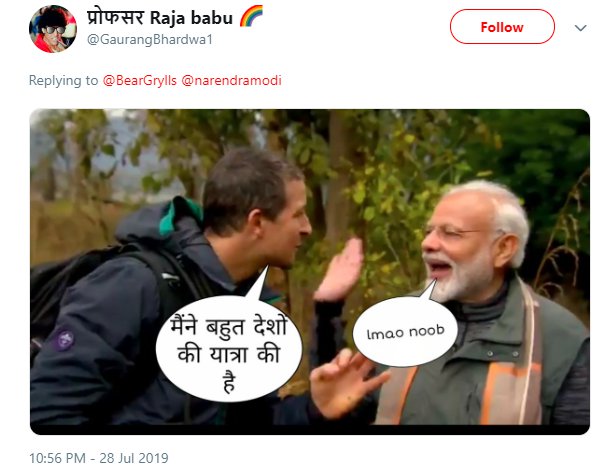 प्रोफसर Raja babu 🌈
@GaurangBhardwa1
Follow
Replying to @BearGrylls @narendramodi
मैंने बहुत देशो
की यात्रा की
है
lmao noob
10:56 PM - 28 Jul 2019